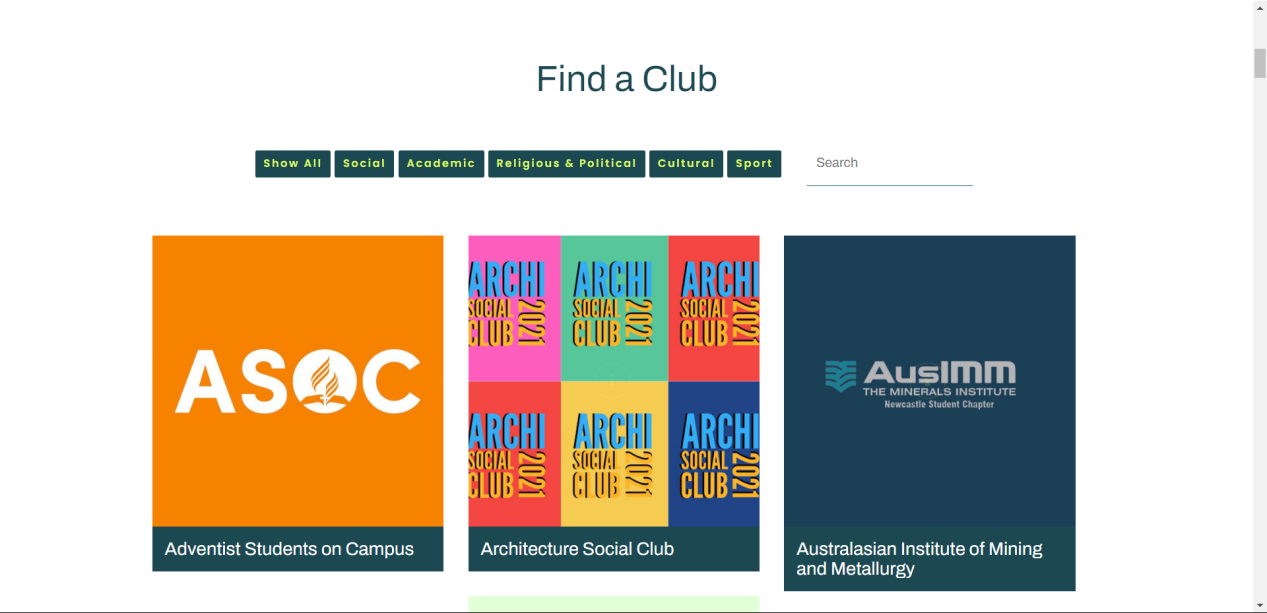 Find a Club
Show All
Social
Academic
Religious & Political
Cultural
Sport
Search
ASOC
ARCHI
SOCIAL
CLUB
2021
ARCHI
SOCIAL
CLUB
2021
ARCHI
SOCIAL
CLUB
2021
ARCHI
SOCIAL
CLUB
2021
ARCHI
SOCIAL
CLUB
2021
ARCHI
SOCIAL
CLUB
2021
AusIMM
THE MINERALS INSTITUTE
Newcastle Student Chapter
Adventist Students on Campus
Architecture Social Club
Australasian Institute of Mining
and Metallurgy